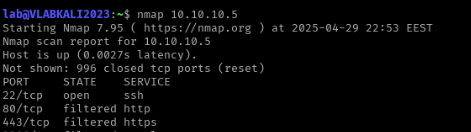 lab@VLABKALI2023:~$ nmap 10.10.10.5
Starting Nmap 7.95 ( https://nmap.org ) at 2025-04-29 22:53 EEST
Nmap scan report for 10.10.10.5
Host is up (0.0027s latency).
Not shown: 996 closed tcp ports (reset)
PORT STATE SERVICE
22/tcp open ssh
80/tcp filtered http
443/tcp filtered https